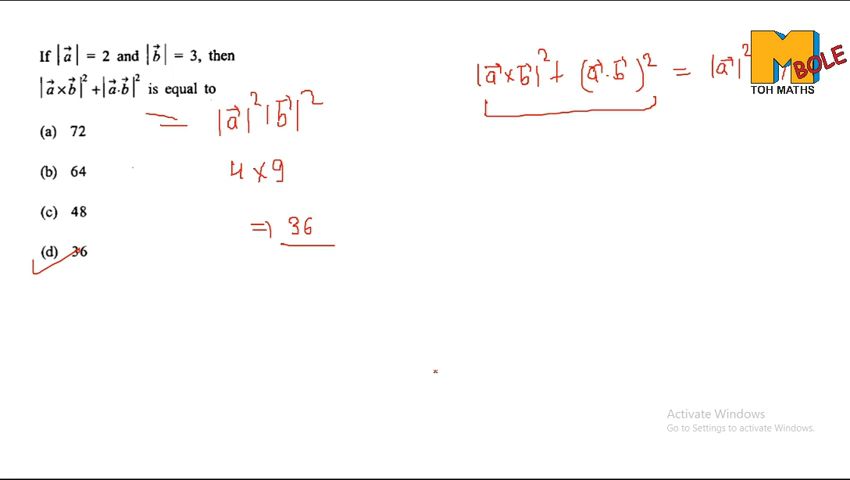 If |a⃗| = 2 and |b⃗| = 3, then
|a⃗×b⃗|² + |a⃗.b⃗|² is equal to
(a) 72
(b) 64
(c) 48
(d) 36
= |a⃗|² |b⃗|²
4 × 9
⇒ 36
|a⃗×b⃗|² + (a⃗.b⃗)² = |a⃗|²
M BOLE
TOH MATHS
Activate Windows
Go to Settings to activate Windows.